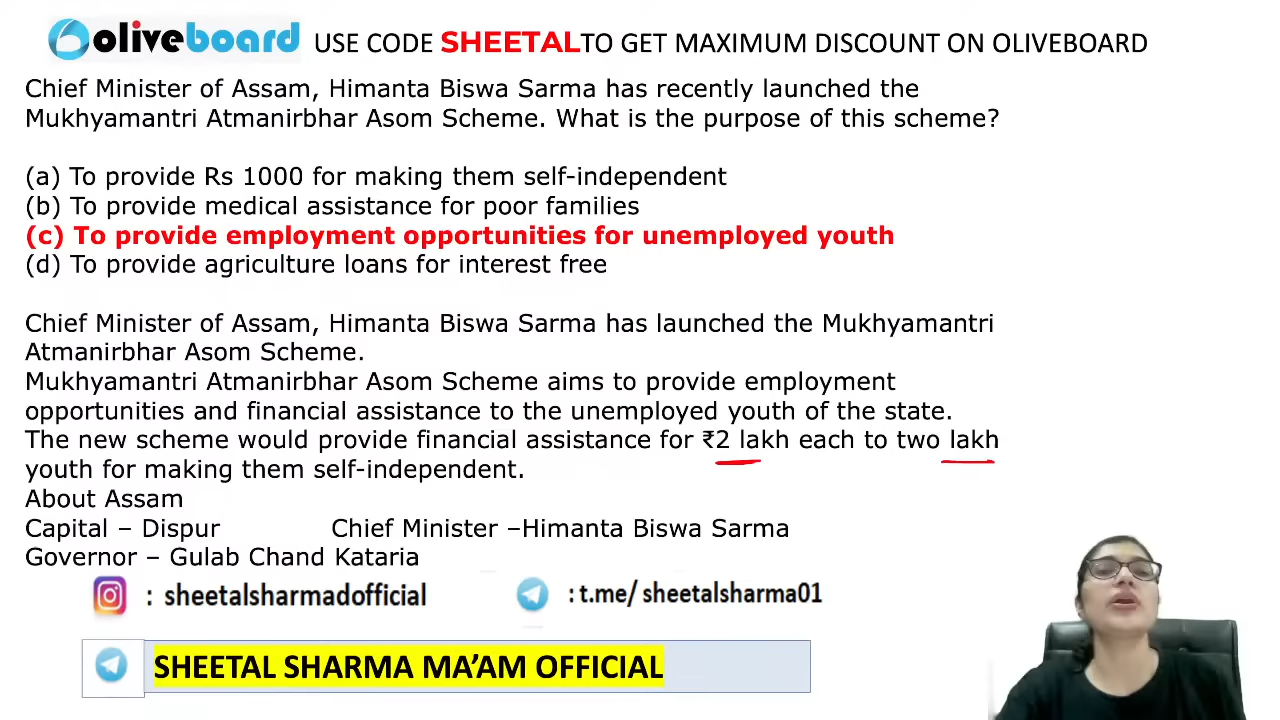 oliveboard USE CODE SHEETAL TO GET MAXIMUM DISCOUNT ON OLIVEBOARD
Chief Minister of Assam, Himanta Biswa Sarma has recently launched the
Mukhyamantri Atmanirbhar Asom Scheme. What is the purpose of this scheme?
(a) To provide Rs 1000 for making them self-independent
(b) To provide medical assistance for poor families
(c) To provide employment opportunities for unemployed youth
(d) To provide agriculture loans for interest free
Chief Minister of Assam, Himanta Biswa Sarma has launched the Mukhyamantri
Atmanirbhar Asom Scheme.
Mukhyamantri Atmanirbhar Asom Scheme aims to provide employment
opportunities and financial assistance to the unemployed youth of the state.
The new scheme would provide financial assistance for ₹2 lakh each to two lakh
youth for making them self-independent.
About Assam
Capital – Dispur Chief Minister –Himanta Biswa Sarma
Governor – Gulab Chand Kataria
: sheetalsharmadofficial : t.me/ sheetalsharma01
SHEETAL SHARMA MA’AM OFFICIAL